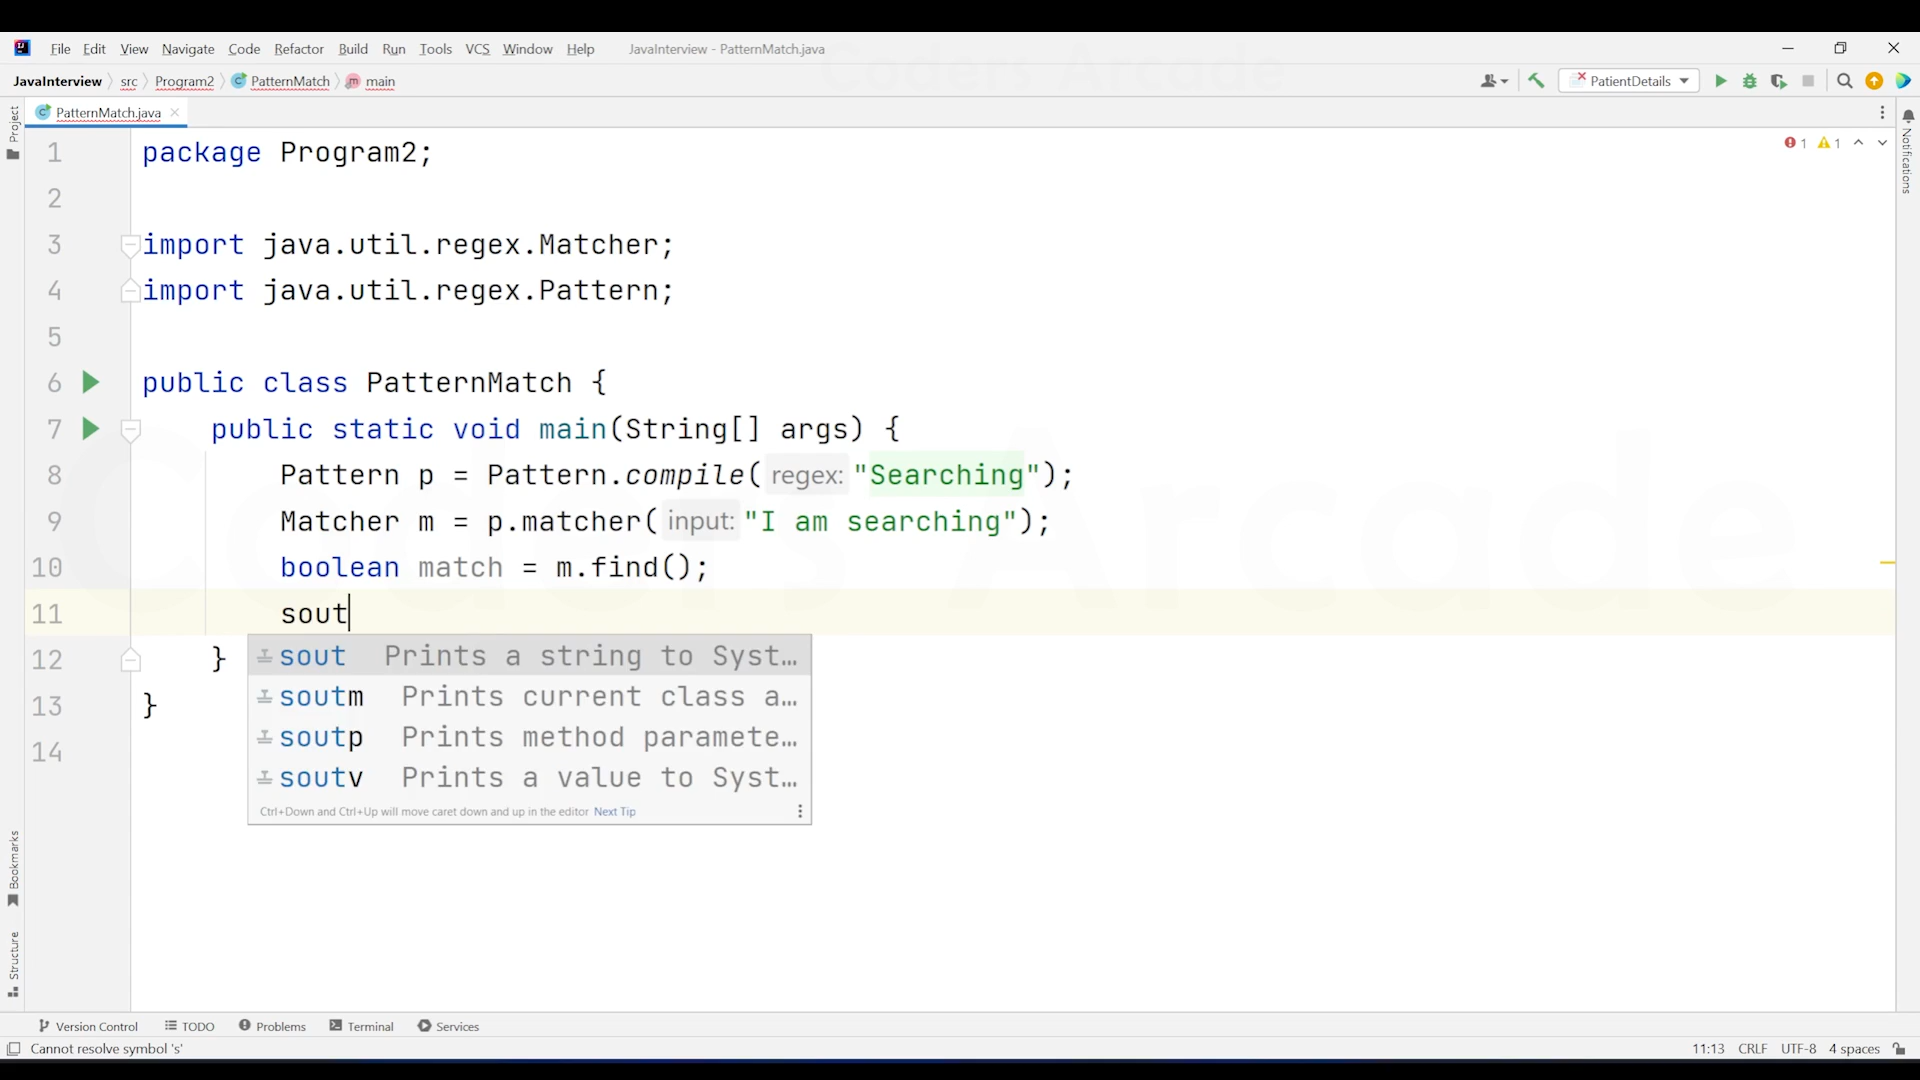 File Edit View Navigate Code Refactor Build Run Tools VCS Window Help JavaInterview - PatternMatch.java
JavaInterview src Program2 PatternMatch main PatientDetails
PatternMatch.java
Project
Notifications
1 1
1 package Program2;
2
3 import java.util.regex.Matcher;
4 import java.util.regex.Pattern;
5
6 public class PatternMatch {
7 public static void main(String[] args) {
8 Pattern p = Pattern.compile( regex: "Searching");
9 Matcher m = p.matcher( input: "I am searching");
10 boolean match = m.find();
11 sout
12 }
13 }
14
sout Prints a string to Syst…
soutm Prints current class a…
soutp Prints method paramete…
soutv Prints a value to Syst…
Ctrl+Down and Ctrl+Up will move caret down and up in the editor Next Tip
Coders Arcade
Coders Arcade
Bookmarks
Structure
Version Control TODO Problems Terminal Services
Cannot resolve symbol 's' 11:13 CRLF UTF-8 4 spaces